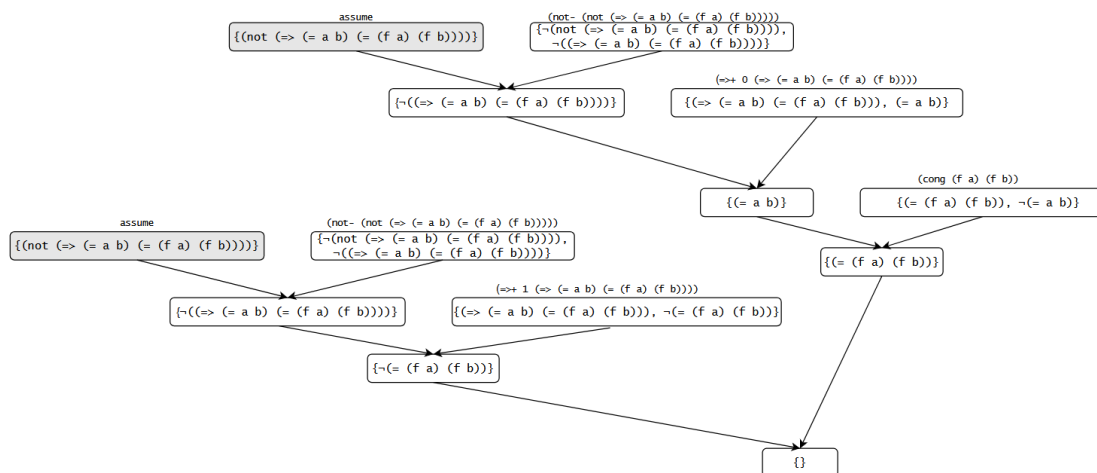 assume
(not- (not (=> (= a b) (= (f a) (f b)))))
{(not (=> (= a b) (= (f a) (f b))))}
{¬(not (=> (= a b) (= (f a) (f b)))),
¬((=> (= a b) (= (f a) (f b))))}
(=>+ 0 (=> (= a b) (= (f a) (f b))))
{¬((=> (= a b) (= (f a) (f b))))}
{(=> (= a b) (= (f a) (f b))), (= a b)}
(cong (f a) (f b))
{(= a b)}
{(= (f a) (f b)), ¬(= a b)}
assume
(not- (not (=> (= a b) (= (f a) (f b)))))
{(not (=> (= a b) (= (f a) (f b))))}
{¬(not (=> (= a b) (= (f a) (f b)))),
¬((=> (= a b) (= (f a) (f b))))}
{(= (f a) (f b))}
(=>+ 1 (=> (= a b) (= (f a) (f b))))
{¬((=> (= a b) (= (f a) (f b))))}
{(=> (= a b) (= (f a) (f b))), ¬(= (f a) (f b))}
{¬(= (f a) (f b))}
{}